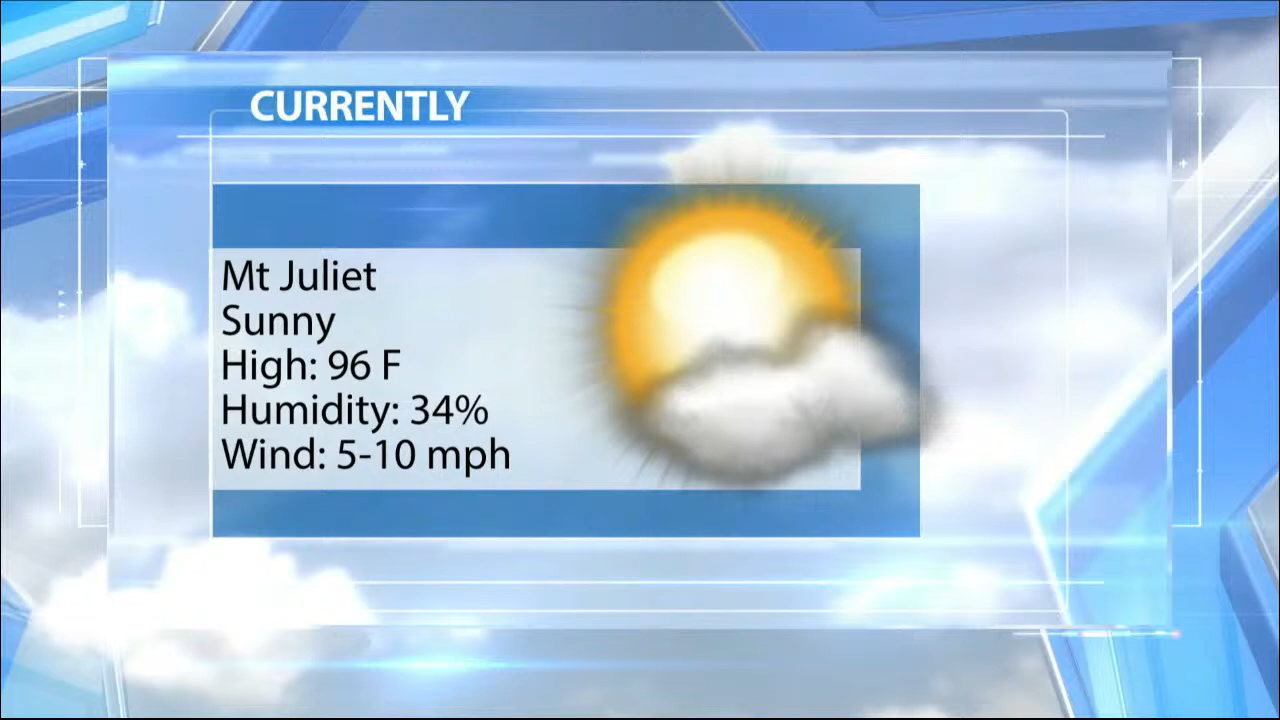 CURRENTLY
Mt Juliet
Sunny
High: 96 F
Humidity: 34%
Wind: 5-10 mph